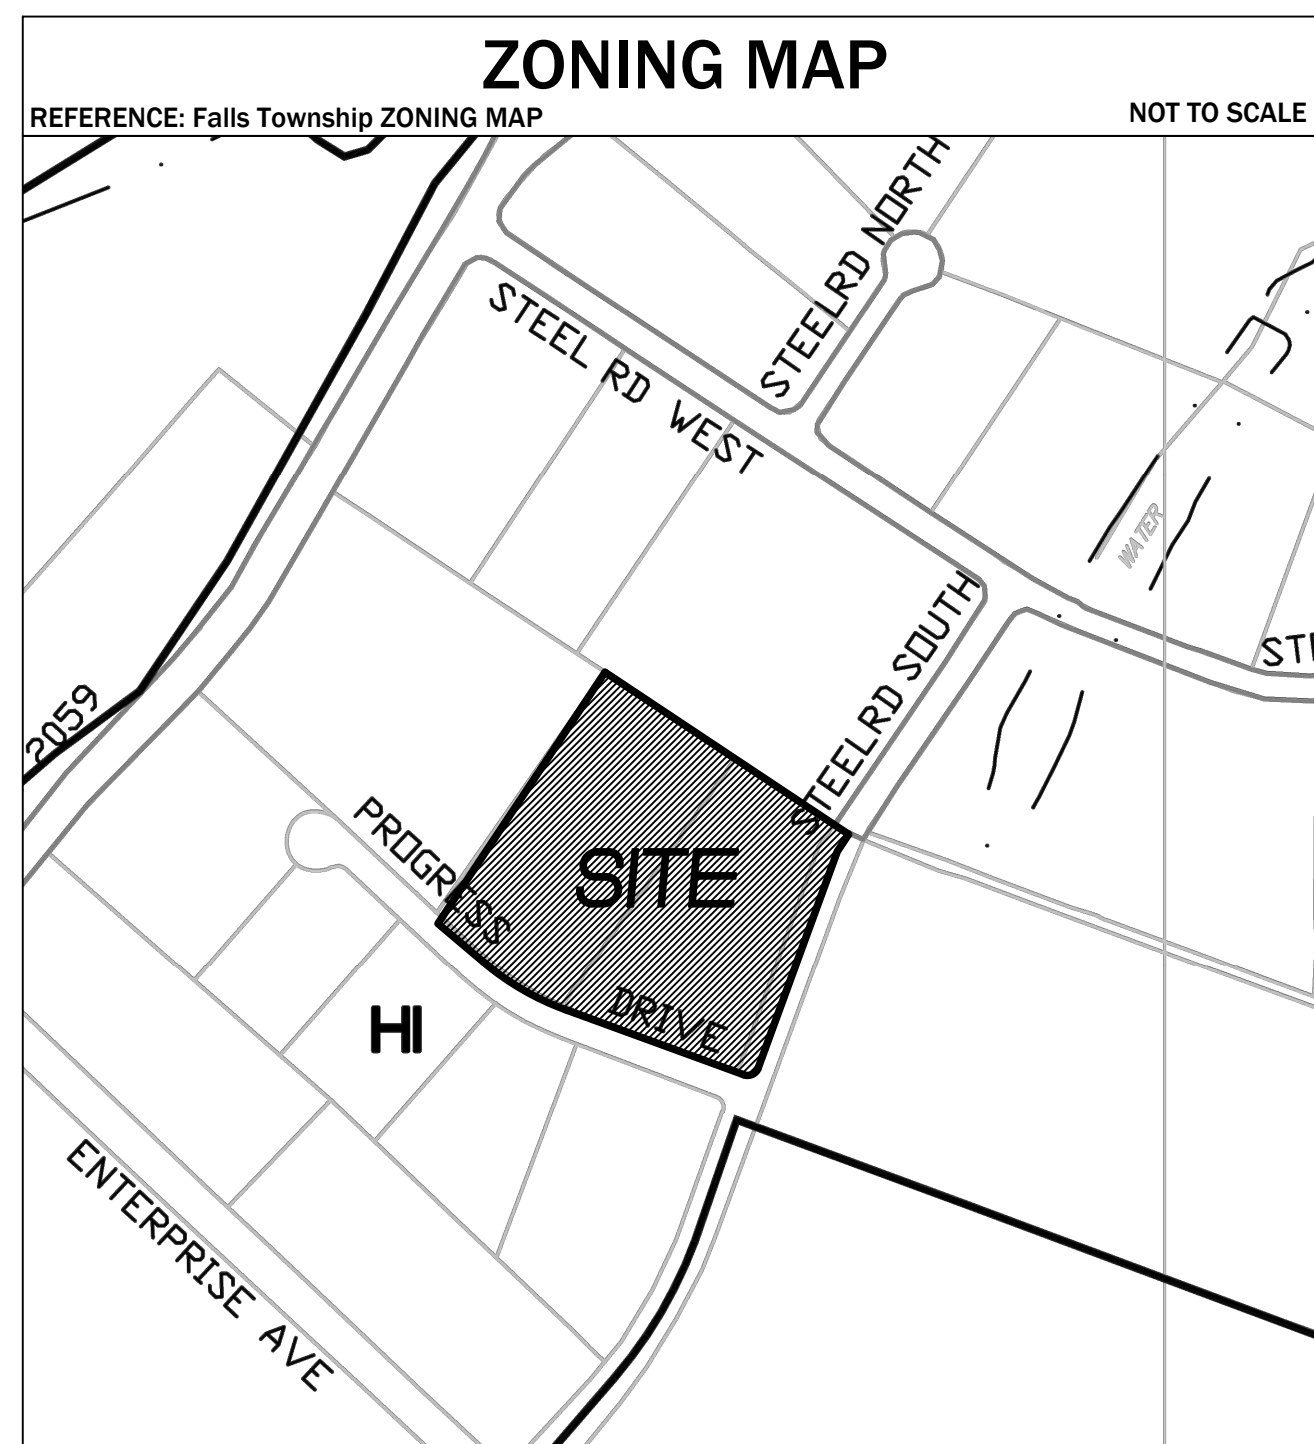 ZONING MAP
REFERENCE: Falls Township ZONING MAP
NOT TO SCALE
STEELRD NORTH
STEEL RD WEST
WATER
STEELRD SOUTH
STE
2059
PROGRESS
DRIVE
SITE
HI
ENTERPRISE AVE